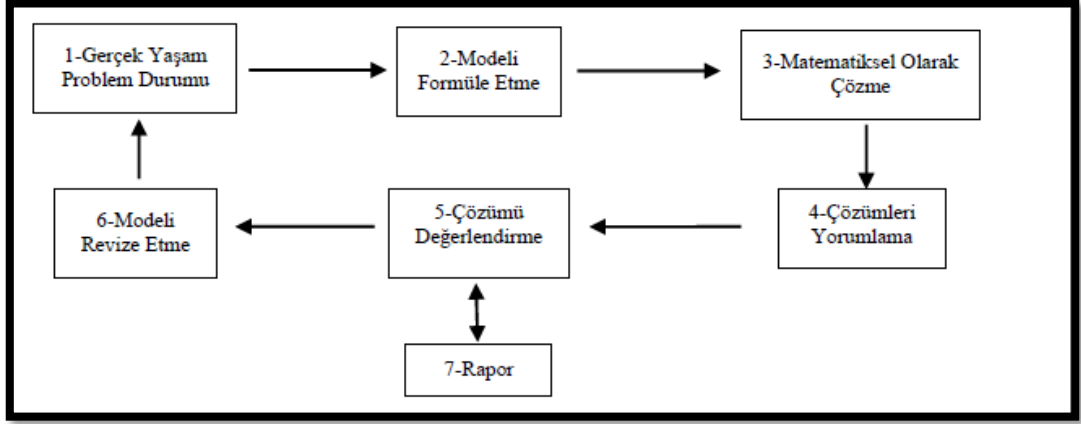 1-Gerçek Yaşam
Problem Durumu
2-Modeli
Formüle Etme
3-Matematiksel Olarak
Çözme
4-Çözümleri
Yorumlama
5-Çözümü
Değerlendirme
6-Modeli
Revize Etme
7-Rapor